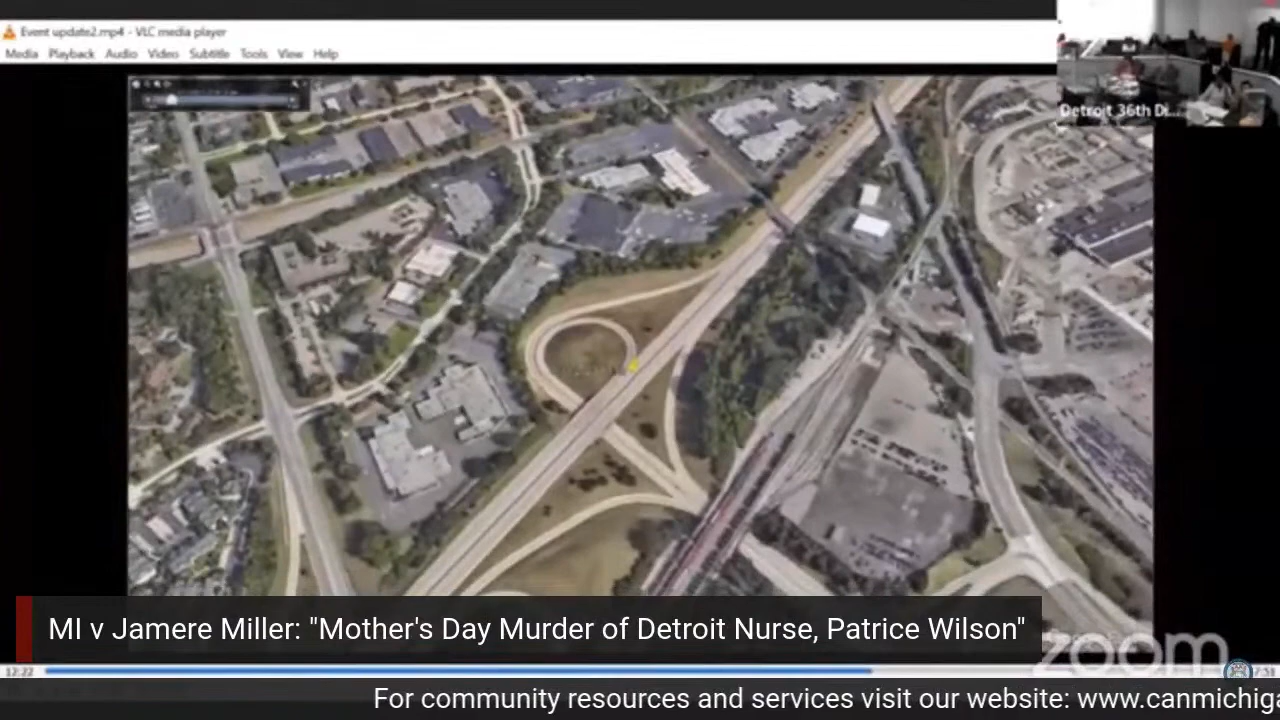 Event update2.mp4 - VLC media player
Media Playback Audio Video Subtitle Tools View Help
Detroit 36th Di...
MI v Jamere Miller: "Mother's Day Murder of Detroit Nurse, Patrice Wilson"
zoom
12:22
For community resources and services visit our website: www.canmichiga